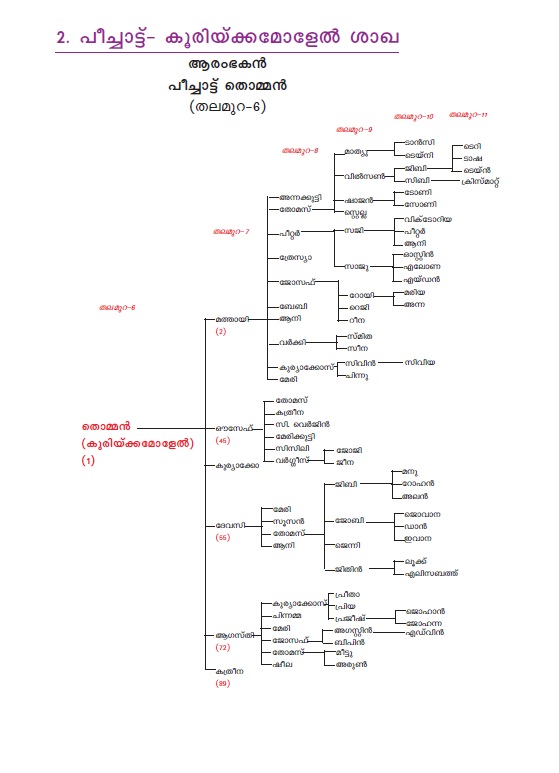 2. പീച്ചാട്ട്- കൂരിയ്ക്കമോളേൽ ശാഖ
ആരംഭകൻ
പീച്ചാട്ട് തൊമ്മൻ
(തലമുറ-6)
തലമുറ-11
തലമുറ-10
തലമുറ-9
തലമുറ-8
തലമുറ-7
തലമുറ-6
തൊമ്മൻ
(കൂരിയ്ക്കമോളേൽ)
(1)
മത്തായി
(2)
ഔസേഫ്
(45)
കുര്യാക്കോ
ദേവസി
(55)
ആഗസ്തി
(72)
കത്രീന
(89)
അന്നക്കുട്ടി
തോമസ്
പീറ്റർ
ത്രേസ്യാ
ജോസഫ്
ബേബി
ആനി
വർക്കി
കുര്യാക്കോസ്
മേരി
മാത്യു
വിൽസൺ
ഷാജൻ
സ്റ്റെല്ല
സജി
സാജു
റോയി
റെജി
റീന
സ്മിത
സീന
സിവിൻ
പിന്നു
ടാൻസി
ടെയ്നി
ജിബി
സിബി
ടോണി
സോണി
വിക്ടോറിയ
പീറ്റർ
ആനി
ഓസ്റ്റിൻ
എലോണ
എയ്ഡൻ
മരിയ
അന്ന
സിവിയ
ടെറി
ടാഷ
ടെയ്ൻ
ക്രിസ്മാറ്റ്
തോമസ്
കത്രീന
സി. വെർജിൻ
മേരിക്കുട്ടി
സിസിലി
വർഗ്ഗീസ്
ജോജി
ജീന
മേരി
സൂസൻ
തോമസ്
ആനി
ജിബി
ജോബി
ജെന്നി
ജിതിൻ
മനു
റോഹൻ
അലൻ
ജൊവാന
ഡാൻ
ഇവാന
ലൂക്ക്
എലിസബത്ത്
കുര്യാക്കോസ്
പിന്നമ്മ
മേരി
ജോസഫ്
തോമസ്
ഷീല
പ്രീതാ
പ്രിയ
പ്രജീഷ്
അഗസ്റ്റിൻ
ബിപിൻ
മീട്ടു
അരുൺ
ജൊഹാൻ
ജോഹന്ന
എഡ്വിൻ